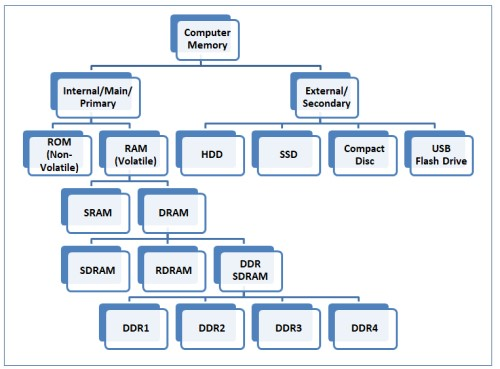 Computer
Memory
Internal/Main/
Primary
External/
Secondary
ROM
(Non-
Volatile)
RAM
(Volatile)
HDD
SSD
Compact
Disc
USB
Flash Drive
SRAM
DRAM
SDRAM
RDRAM
DDR
SDRAM
DDR1
DDR2
DDR3
DDR4